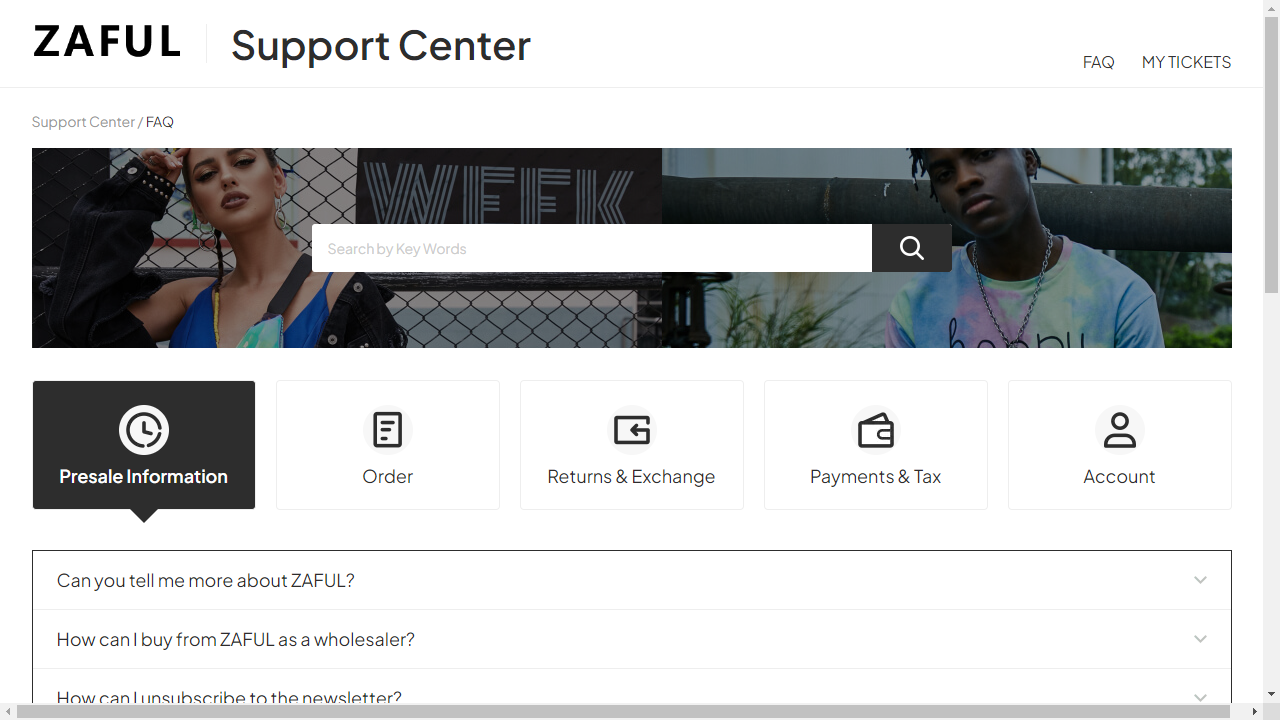 ZAFUL Support Center
FAQ MY TICKETS
Support Center / FAQ
WEEK
Search by Key Words
happy
Presale Information
Order
Returns & Exchange
Payments & Tax
Account
Can you tell me more about ZAFUL?
How can I buy from ZAFUL as a wholesaler?
How can I unsubscribe to the newsletter?